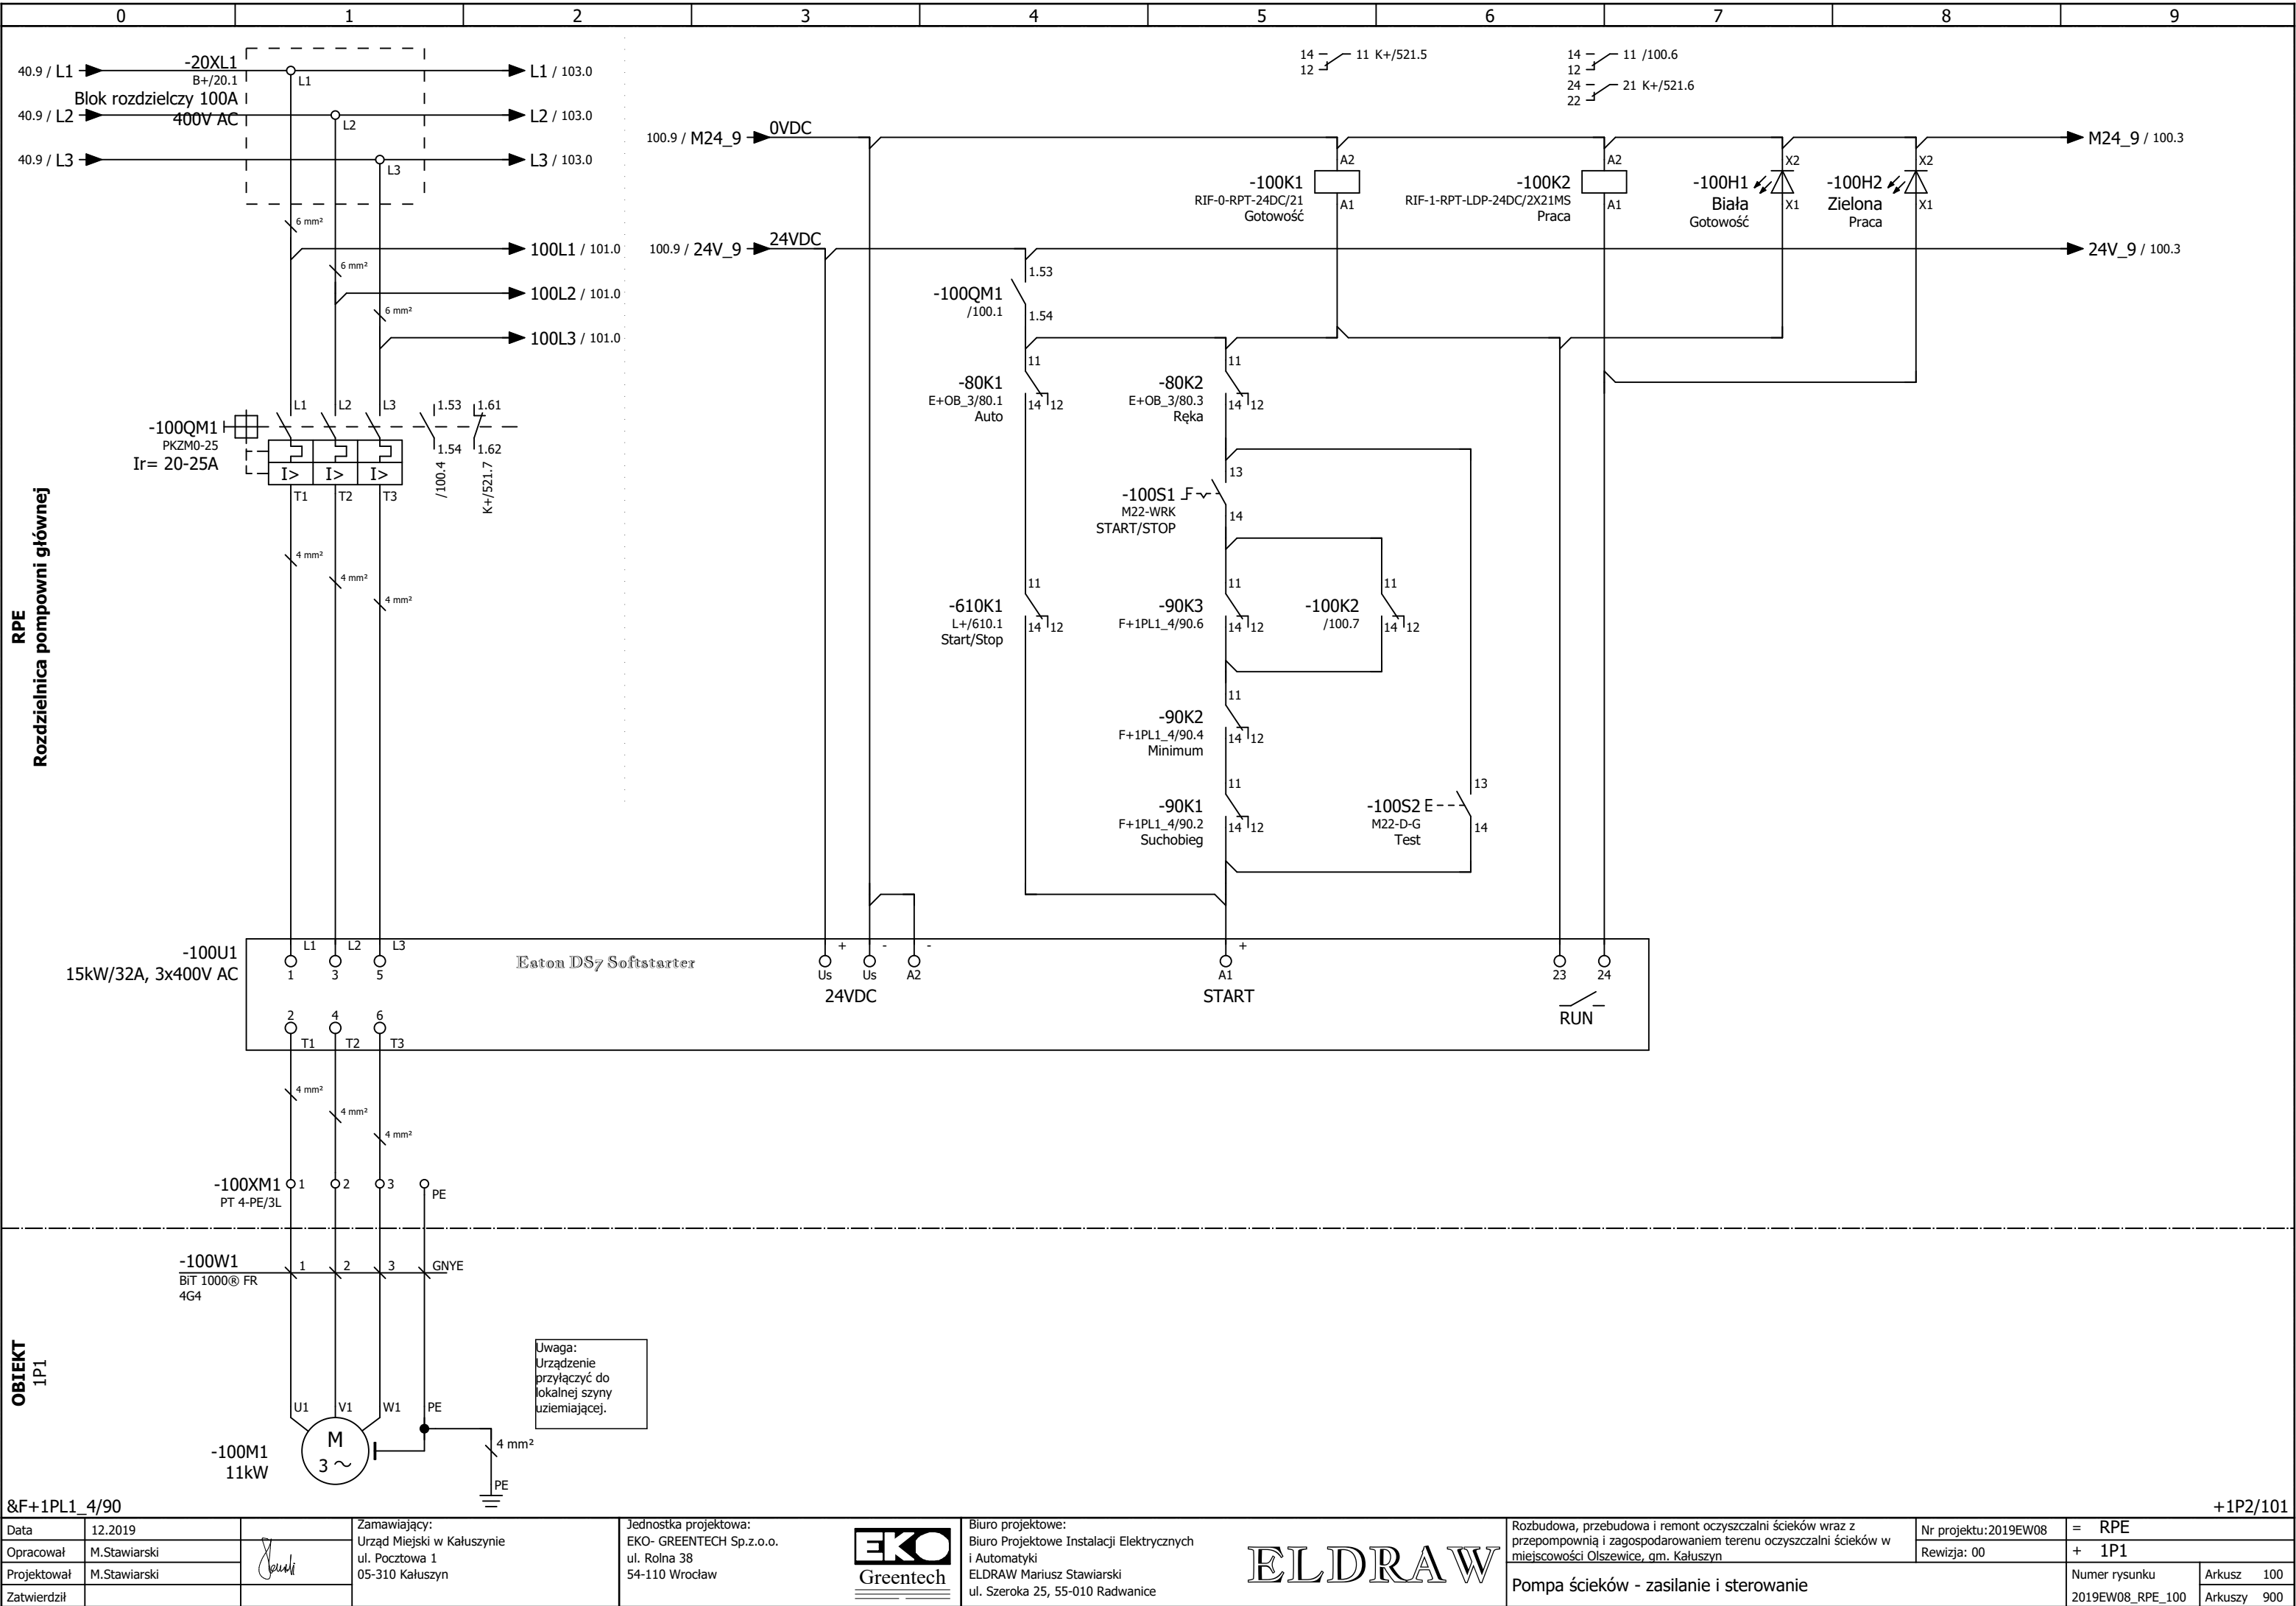 0 1 2 3 4 5 6 7 8 9
40.9 / L1
-20XL1
B+/20.1
Blok rozdzielczy 100A
400V AC
L1
L1 / 103.0
40.9 / L2
L2
L2 / 103.0
40.9 / L3
L3
L3 / 103.0
6 mm²
6 mm²
6 mm²
100L1 / 101.0
100L2 / 101.0
100L3 / 101.0
14 11 K+/521.5
12
14 11 /100.6
12
24 21 K+/521.6
22
100.9 / M24_9
0VDC
M24_9 / 100.3
100.9 / 24V_9
24VDC
24V_9 / 100.3
A2
-100K1
RIF-0-RPT-24DC/21
Gotowość
A1
A2
-100K2
RIF-1-RPT-LDP-24DC/2X21MS
Praca
A1
X2
-100H1
Biała
Gotowość
X1
X2
-100H2
Zielona
Praca
X1
1.53
-100QM1
/100.1
1.54
11
-80K1
E+OB_3/80.1
Auto
14 12
11
-80K2
E+OB_3/80.3
Ręka
14 12
L1 L2 L3 1.53 1.61
-100QM1
PKZM0-25
Ir= 20-25A
I> I> I>
T1 T2 T3
1.54 1.62
/100.4
K+/521.7
13
-100S1
M22-WRK
START/STOP
14
4 mm²
4 mm²
4 mm²
11
-610K1
L+/610.1
Start/Stop
14 12
11
-90K3
F+1PL1_4/90.6
14 12
11
-100K2
/100.7
14 12
11
-90K2
F+1PL1_4/90.4
Minimum
14 12
11
-90K1
F+1PL1_4/90.2
Suchobieg
14 12
13
-100S2 E
M22-D-G
Test
14
RPE
Rozdzielnica pompowni głównej
-100U1
15kW/32A, 3x400V AC
L1 L2 L3
1 3 5
Eaton DS7 Softstarter
+ - - +
Us Us A2
24VDC
A1
START
23 24
RUN
2 4 6
T1 T2 T3
4 mm²
4 mm²
4 mm²
-100XM1
PT 4-PE/3L
1 2 3 PE
-100W1
BiT 1000® FR
4G4
1 2 3 GNYE
OBIEKT
1P1
Uwaga:
Urządzenie
przyłączyć do
lokalnej szyny
uziemiającej.
U1 V1 W1 PE
-100M1
11kW
M
3 ~
4 mm²
PE
&F+1PL1_4/90
+1P2/101
Data 12.2019
Opracował M.Stawiarski
Projektował M.Stawiarski
Zatwierdził
Zamawiający:
Urząd Miejski w Kałuszynie
ul. Pocztowa 1
05-310 Kałuszyn
Jednostka projektowa:
EKO- GREENTECH Sp.z.o.o.
ul. Rolna 38
54-110 Wrocław
EKO
Greentech
Biuro projektowe:
Biuro Projektowe Instalacji Elektrycznych
i Automatyki
ELDRAW Mariusz Stawiarski
ul. Szeroka 25, 55-010 Radwanice
ELDRAW
Rozbudowa, przebudowa i remont oczyszczalni ścieków wraz z
przepompownią i zagospodarowaniem terenu oczyszczalni ścieków w
miejscowości Olszewice, gm. Kałuszyn
Pompa ścieków - zasilanie i sterowanie
Nr projektu:2019EW08
Rewizja: 00
= RPE
+ 1P1
Numer rysunku
2019EW08_RPE_100
Arkusz 100
Arkuszy 900